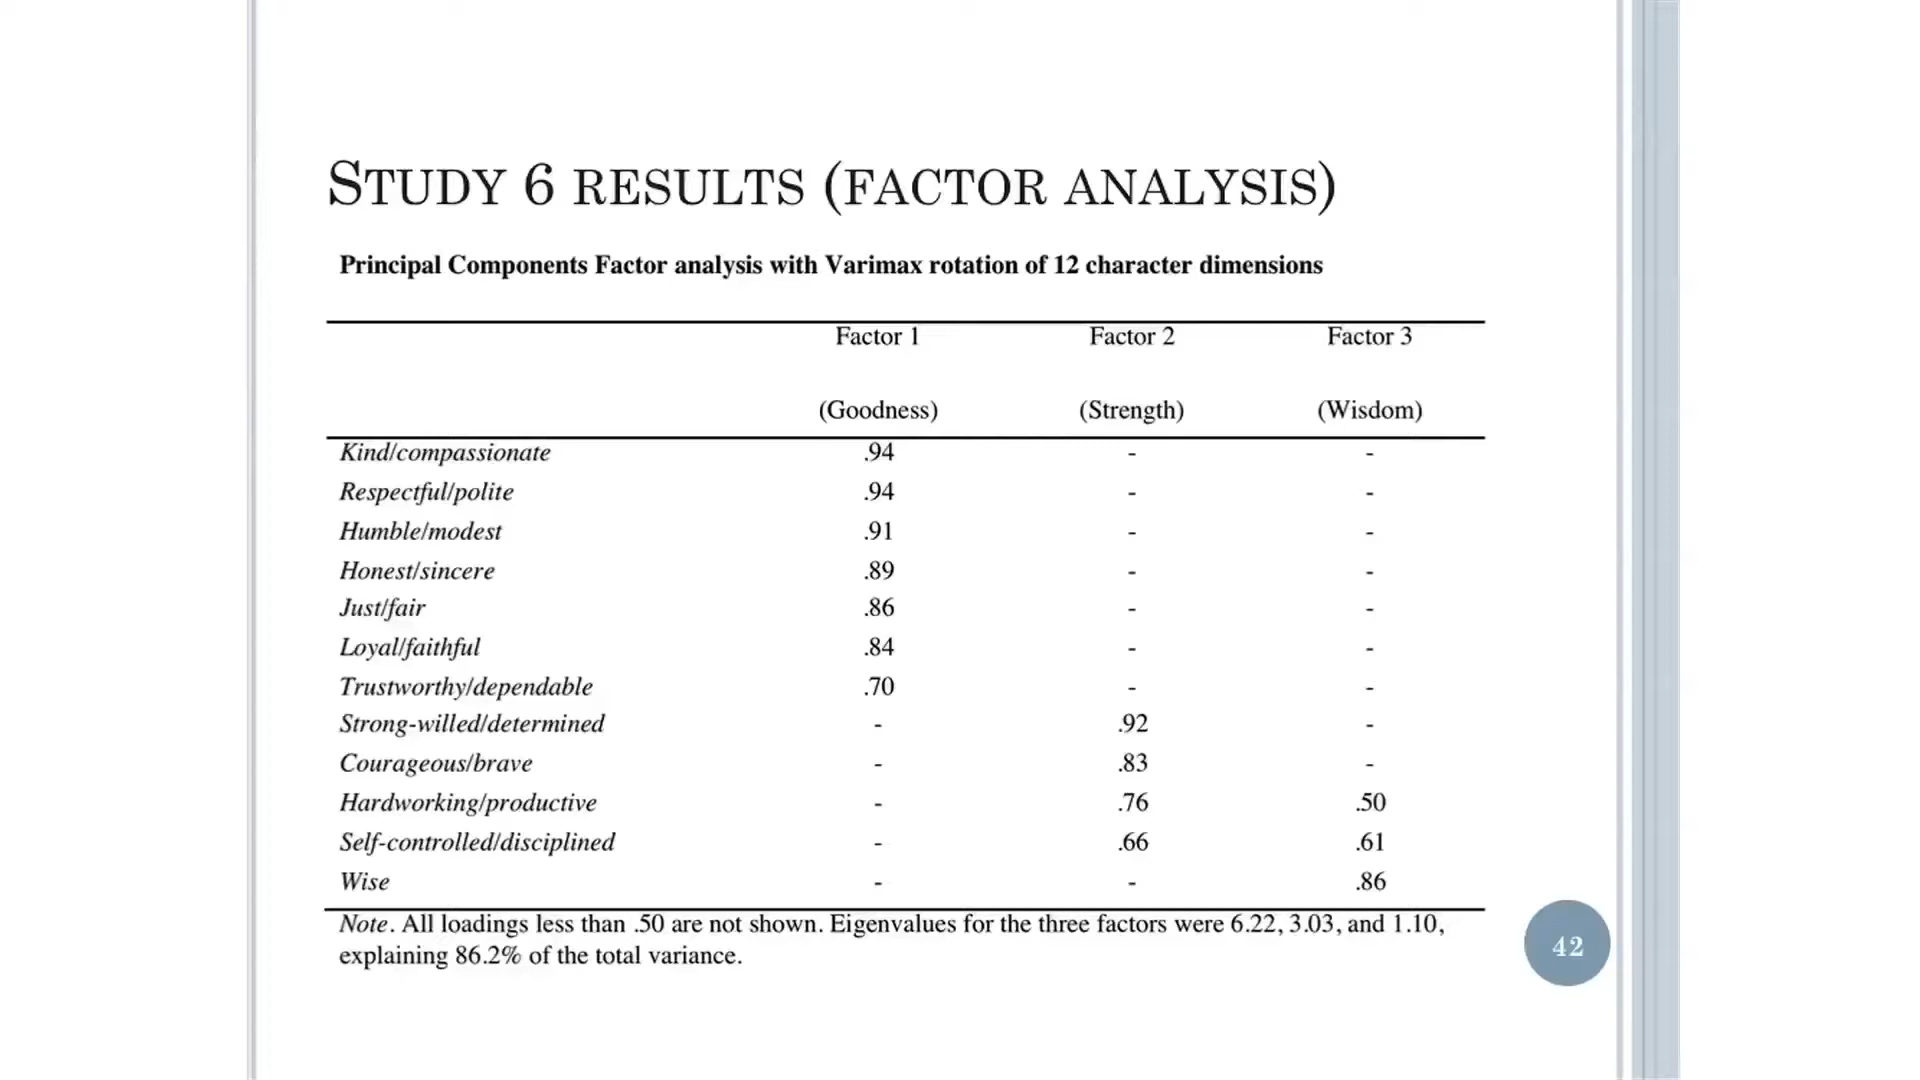 STUDY 6 RESULTS (FACTOR ANALYSIS)
Principal Components Factor analysis with Varimax rotation of 12 character dimensions
Factor 1 Factor 2 Factor 3
(Goodness) (Strength) (Wisdom)
Kind/compassionate .94 - -
Respectful/polite .94 - -
Humble/modest .91 - -
Honest/sincere .89 - -
Just/fair .86 - -
Loyal/faithful .84 - -
Trustworthy/dependable .70 - -
Strong-willed/determined - .92 -
Courageous/brave - .83 -
Hardworking/productive - .76 .50
Self-controlled/disciplined - .66 .61
Wise - - .86
Note. All loadings less than .50 are not shown. Eigenvalues for the three factors were 6.22, 3.03, and 1.10,
explaining 86.2% of the total variance.
42